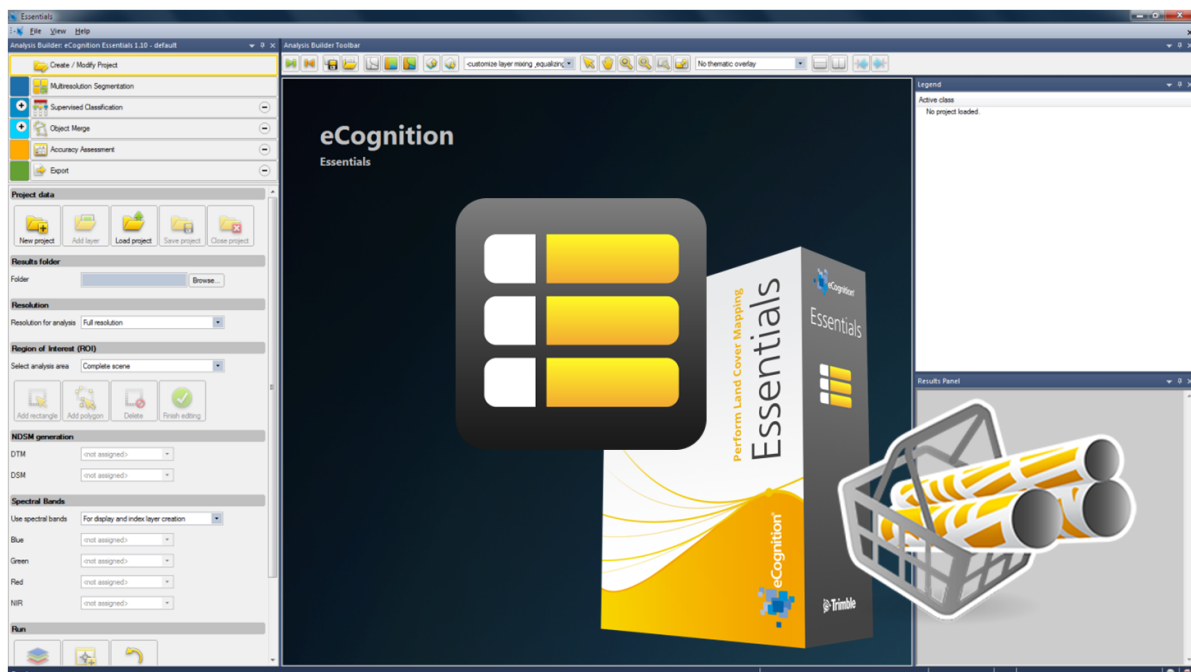 Essentials
File View Help
Analysis Builder: eCognition Essentials 1.10 - default
Analysis Builder Toolbar
Create / Modify Project
Multiresolution Segmentation
Supervised Classification
Object Merge
Accuracy Assessment
Export
-customize layer mixing ,equalizing
No thematic overlay
Project data
New project Add layer Load project Save project Close project
Results folder
Folder Browse...
Resolution
Resolution for analysis Full resolution
Region of Interest (ROI)
Select analysis area Complete scene
Add rectangle Add polygon Delete Finish editing
NDSM generation
DTM <not assigned>
DSM <not assigned>
Spectral Bands
Use spectral bands For display and index layer creation
Blue <not assigned>
Green <not assigned>
Red <not assigned>
NIR <not assigned>
Run
eCognition
Essentials
Perform Land Cover Mapping
Essentials
eCognition®
eCognition®
Essentials
Trimble
Legend
Active class
No project loaded.
Results Panel